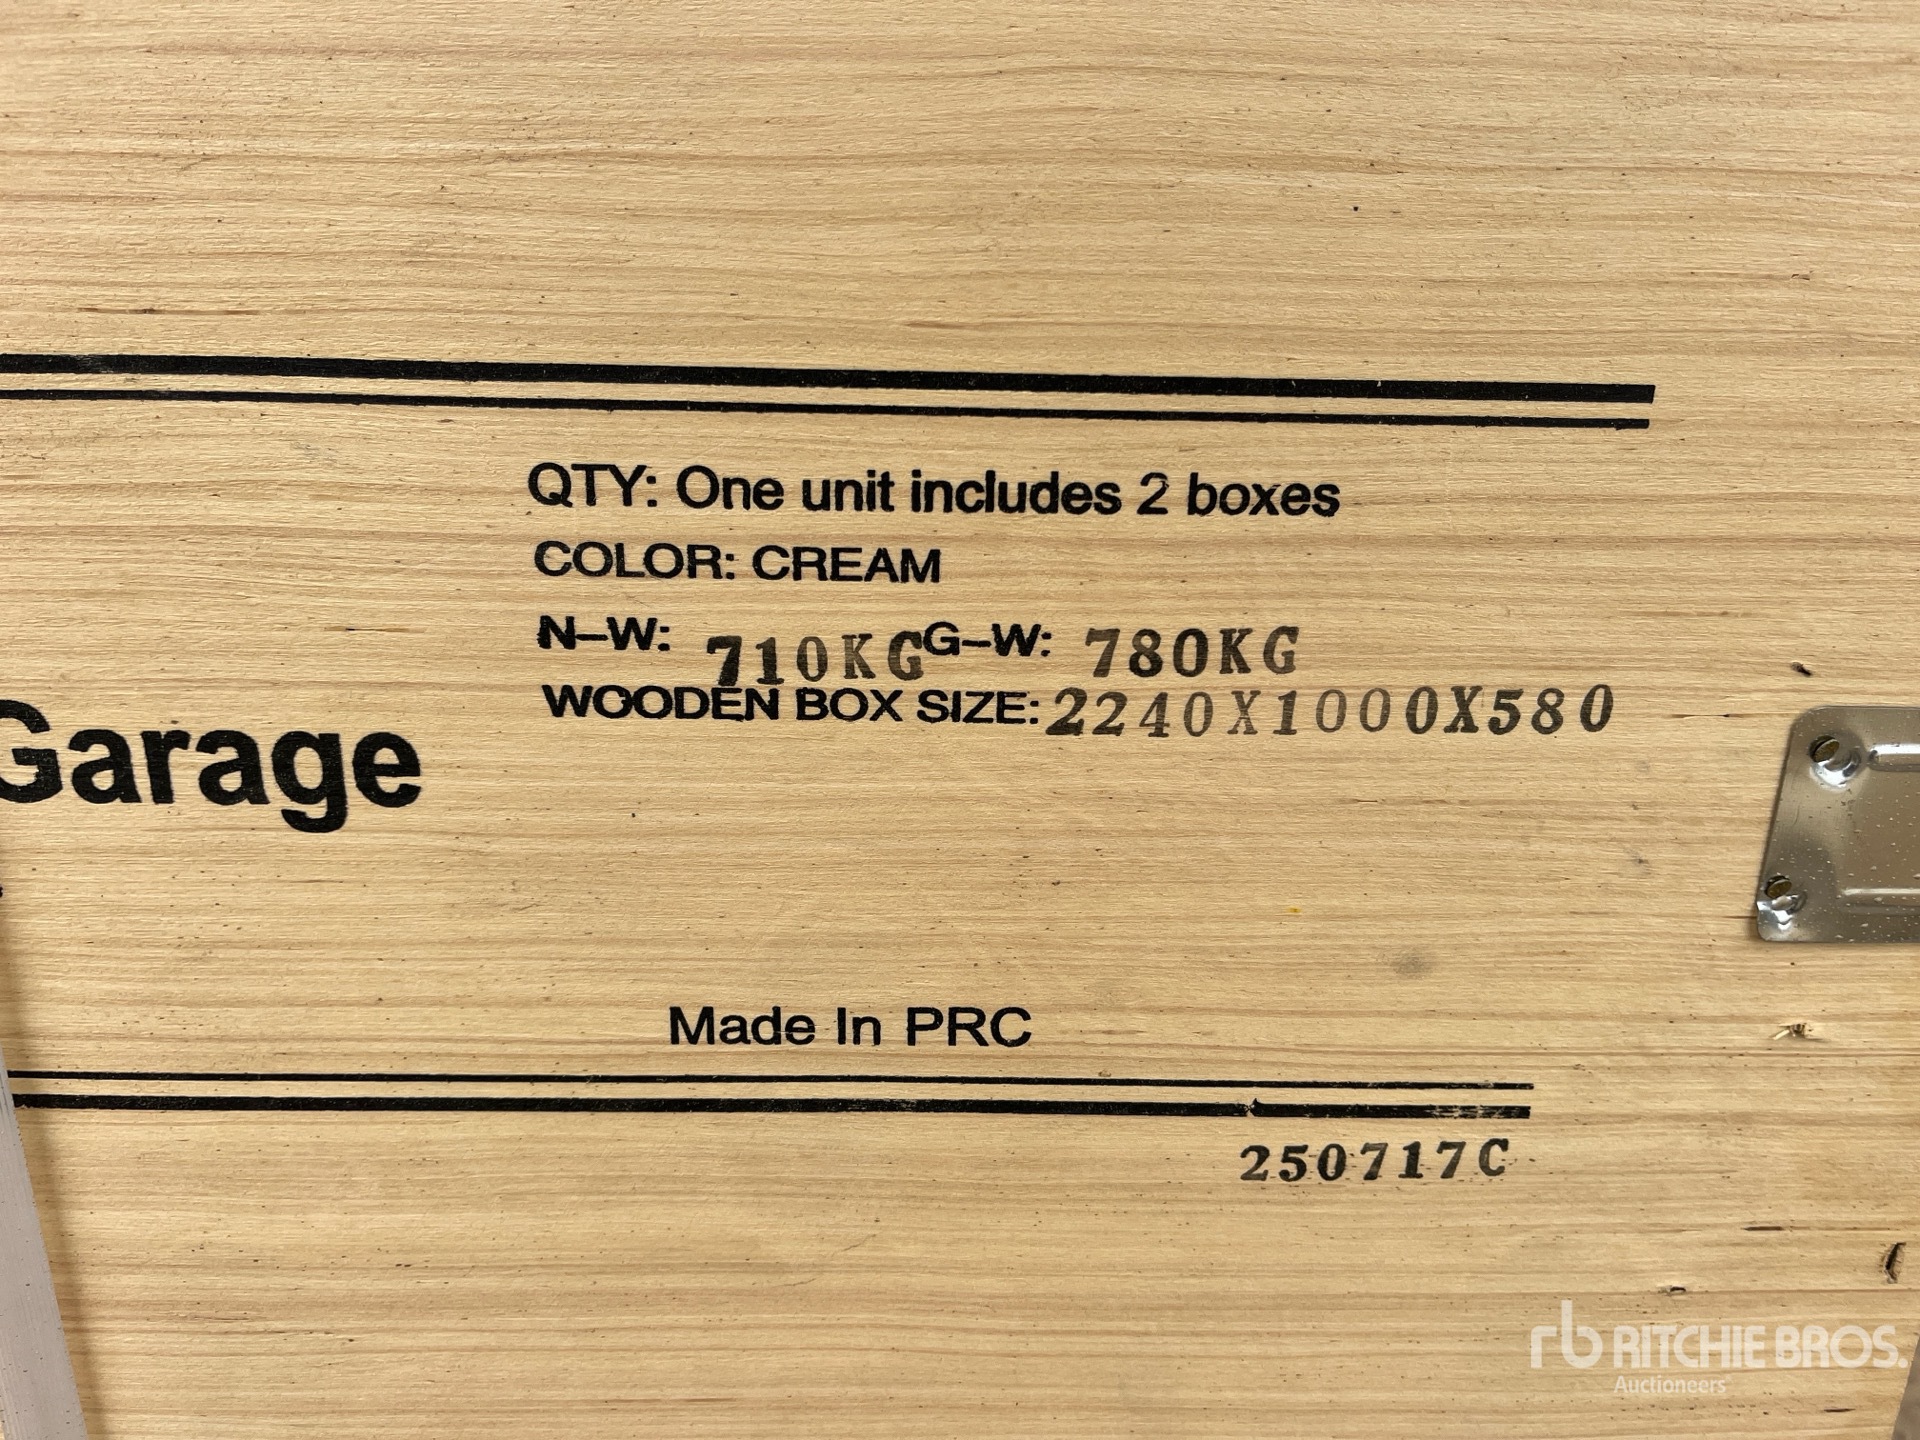 QTY: One unit includes 2 boxes
COLOR: CREAM
N-W: 710KG G-W: 780KG
WOODEN BOX SIZE: 2240X1000X580
Garage
Made In PRC
250717C
rb RITCHIE BROS.
Auctioneers